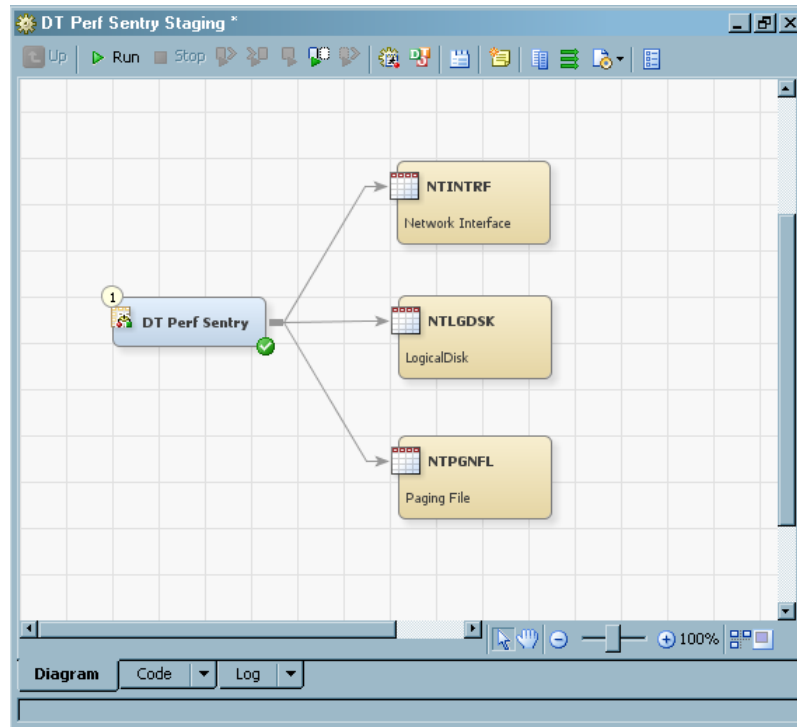 DT Perf Sentry Staging *
Up Run Stop
NTINTRF
Network Interface
1
DT Perf Sentry
NTLGDSK
LogicalDisk
NTPGNFL
Paging File
100%
Diagram Code Log